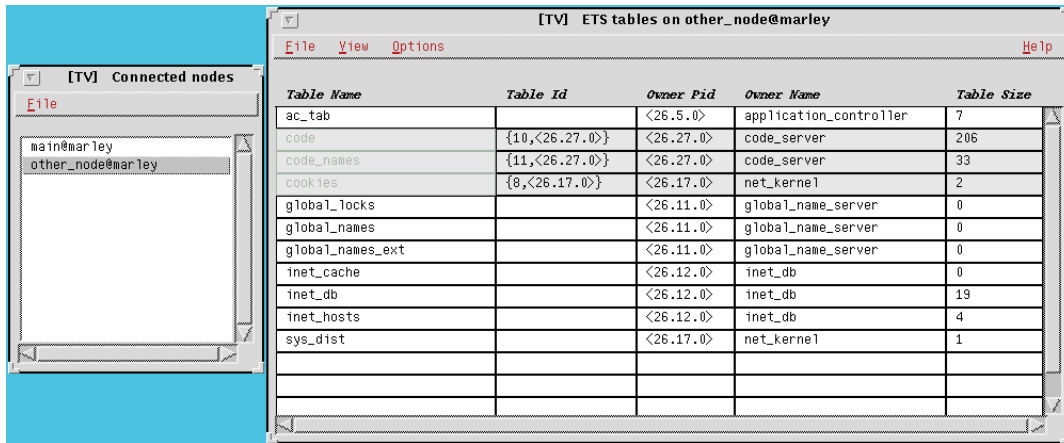 [TV] Connected nodes
File
main@marley
other_node@marley
[TV] ETS tables on other_node@marley
File View Options Help
Table Name Table Id Owner Pid Owner Name Table Size
ac_tab <26.5.0> application_controller 7
code {10,<26.27.0>} <26.27.0> code_server 206
code_names {11,<26.27.0>} <26.27.0> code_server 33
cookies {8,<26.17.0>} <26.17.0> net_kernel 2
global_locks <26.11.0> global_name_server 0
global_names <26.11.0> global_name_server 0
global_names_ext <26.11.0> global_name_server 0
inet_cache <26.12.0> inet_db 0
inet_db <26.12.0> inet_db 19
inet_hosts <26.12.0> inet_db 4
sys_dist <26.17.0> net_kernel 1